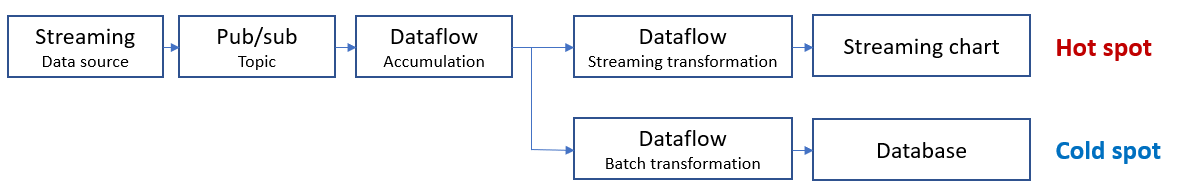 Streaming
Data source
Pub/sub
Topic
Dataflow
Accumulation
Dataflow
Streaming transformation
Streaming chart
Hot spot
Dataflow
Batch transformation
Database
Cold spot